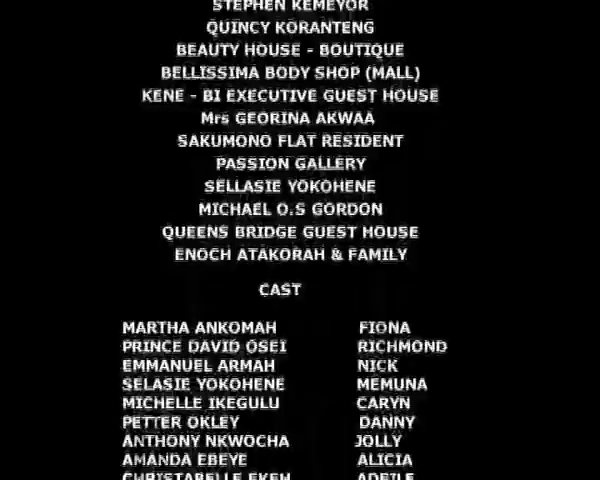 STEPHEN KEMEYOR
QUINCY KORANTENG
BEAUTY HOUSE - BOUTIQUE
BELLISSIMA BODY SHOP (MALL)
KENE - BI EXECUTIVE GUEST HOUSE
Mrs GEORINA AKWAA
SAKUMONO FLAT RESIDENT
PASSION GALLERY
SELLASIE YOKOHENE
MICHAEL O.S GORDON
QUEENS BRIDGE GUEST HOUSE
ENOCH ATAKORAH & FAMILY
CAST
MARTHA ANKOMAH FIONA
PRINCE DAVID OSEI RICHMOND
EMMANUEL ARMAH NICK
SELASIE YOKOHENE MEMUNA
MICHELLE IKEGULU CARYN
PETTER OKLEY DANNY
ANTHONY NKWOCHA JOLLY
AMANDA EBEYE ALICIA
CHRISTABELLE EKEH